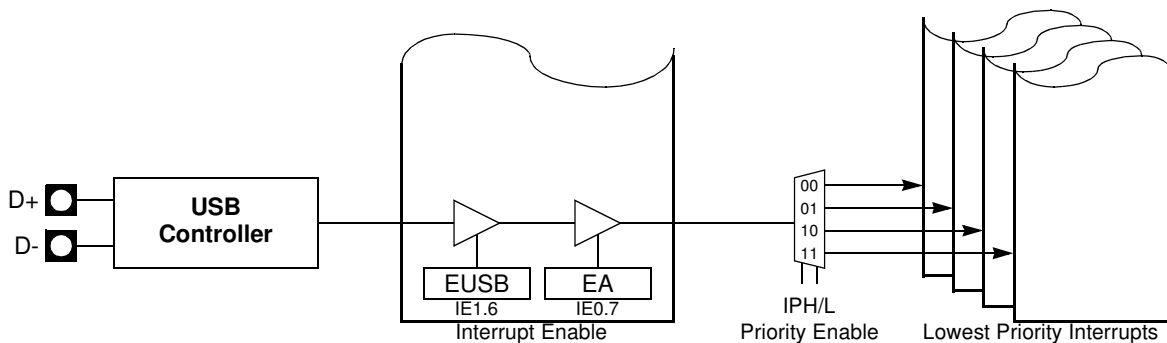 D+
D-
USB
Controller
EUSB
IE1.6
EA
IE0.7
Interrupt Enable
00
01
10
11
IPH/L
Priority Enable
Lowest Priority Interrupts